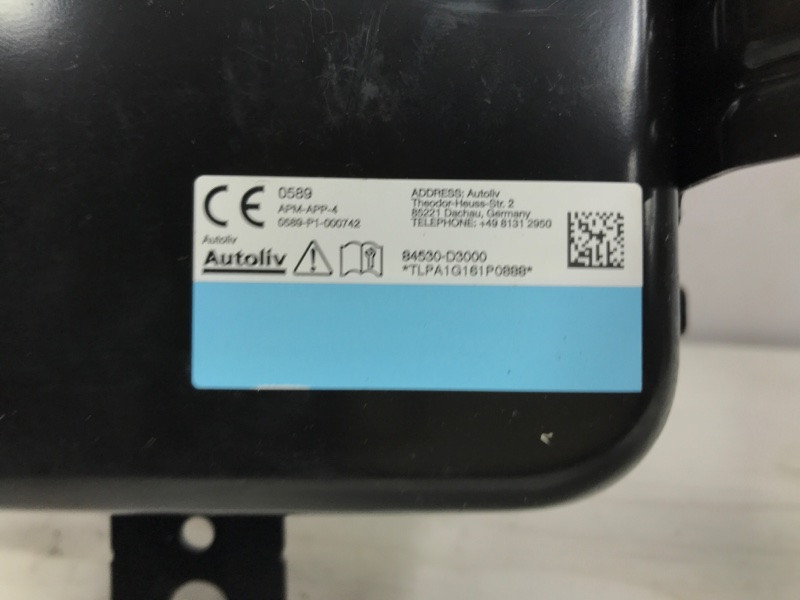 CE 0589
APM-APP-4
0589-P1-000742
ADDRESS: Autoliv
Theodor-Heuss-Str. 2
85221 Dachau, Germany
TELEPHONE: +49 8131 2950
Autoliv
Autoliv
84530-D3000
*TLPA1G161P0888*